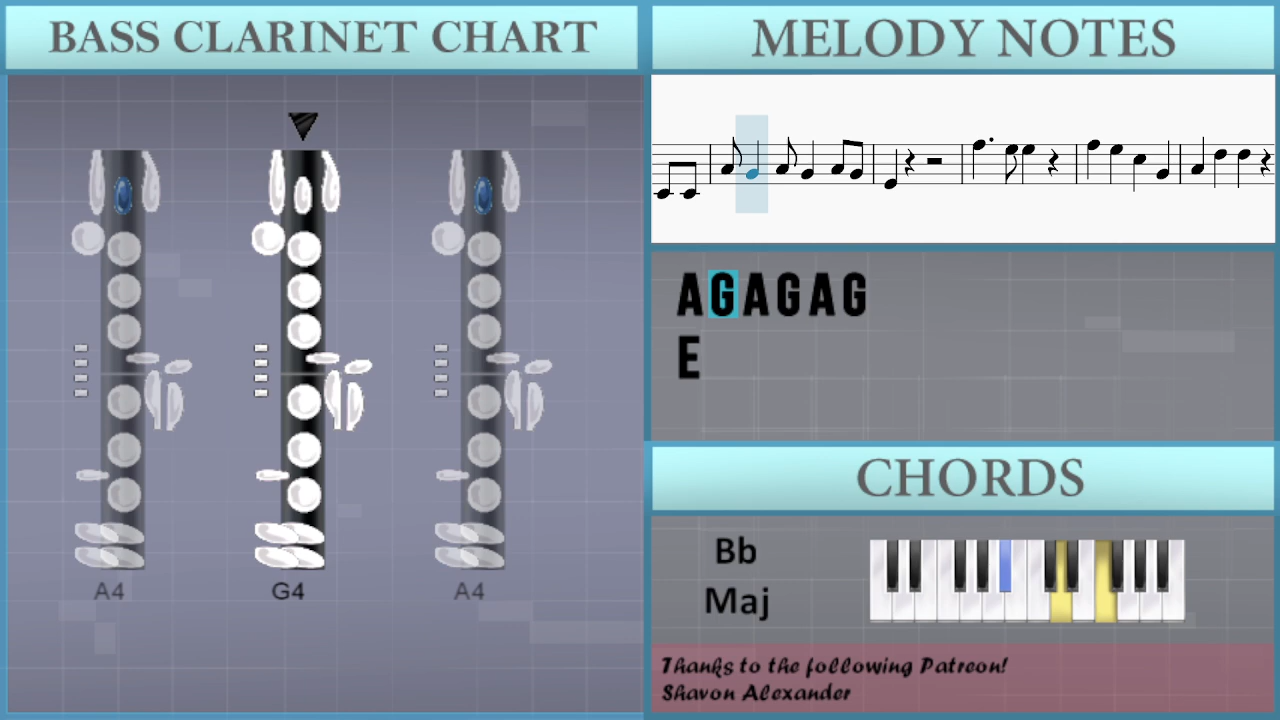 BASS CLARINET CHART
A4
G4
A4
MELODY NOTES
AGAGAG
E
CHORDS
Bb
Maj
Thanks to the following Patreon!
Shavon Alexander